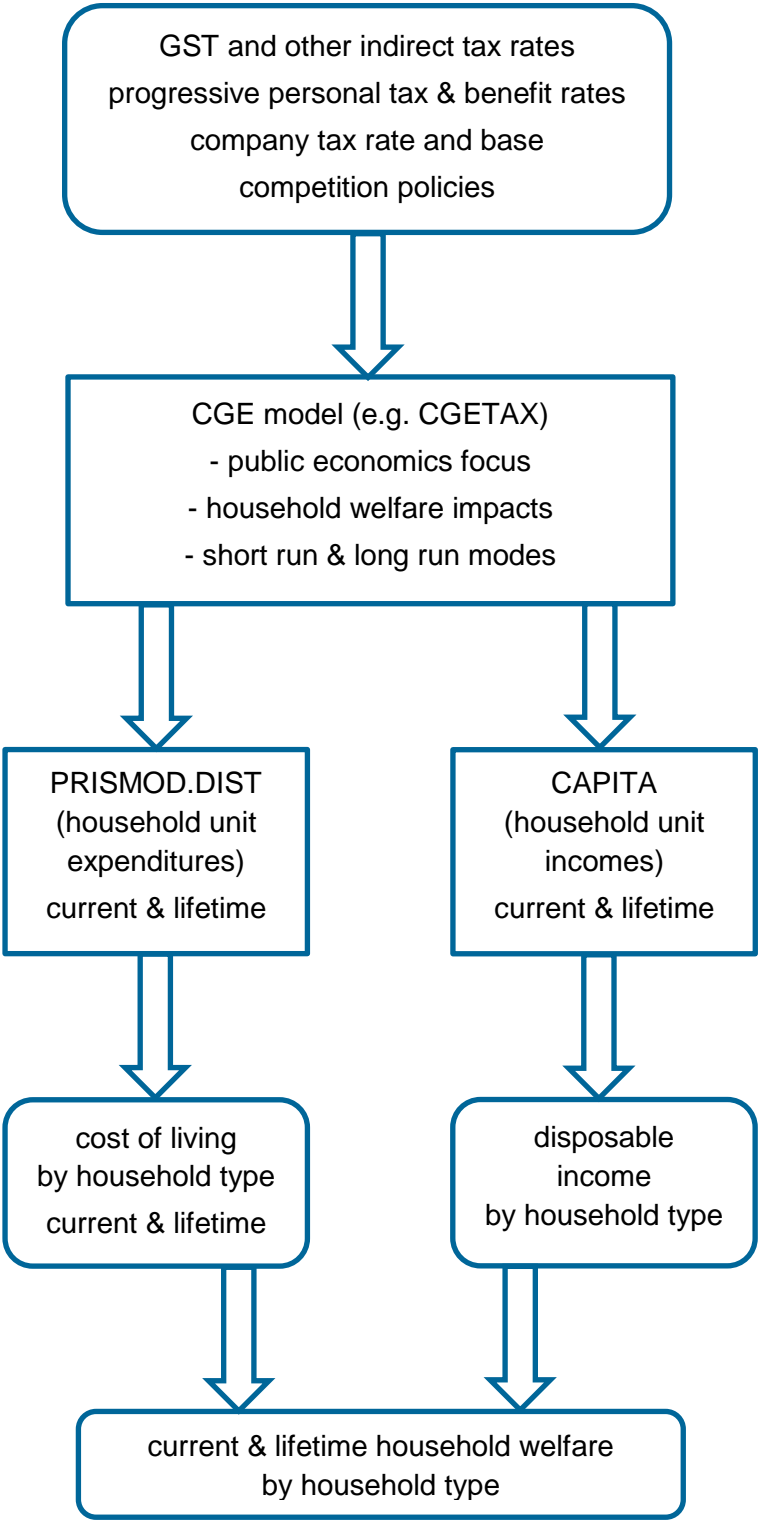 GST and other indirect tax rates
progressive personal tax & benefit rates
company tax rate and base
competition policies
CGE model (e.g. CGETAX)
- public economics focus
- household welfare impacts
- short run & long run modes
PRISMOD.DIST
(household unit
expenditures)
current & lifetime
CAPITA
(household unit
incomes)
current & lifetime
cost of living
by household type
current & lifetime
disposable
income
by household type
current & lifetime household welfare
by household type